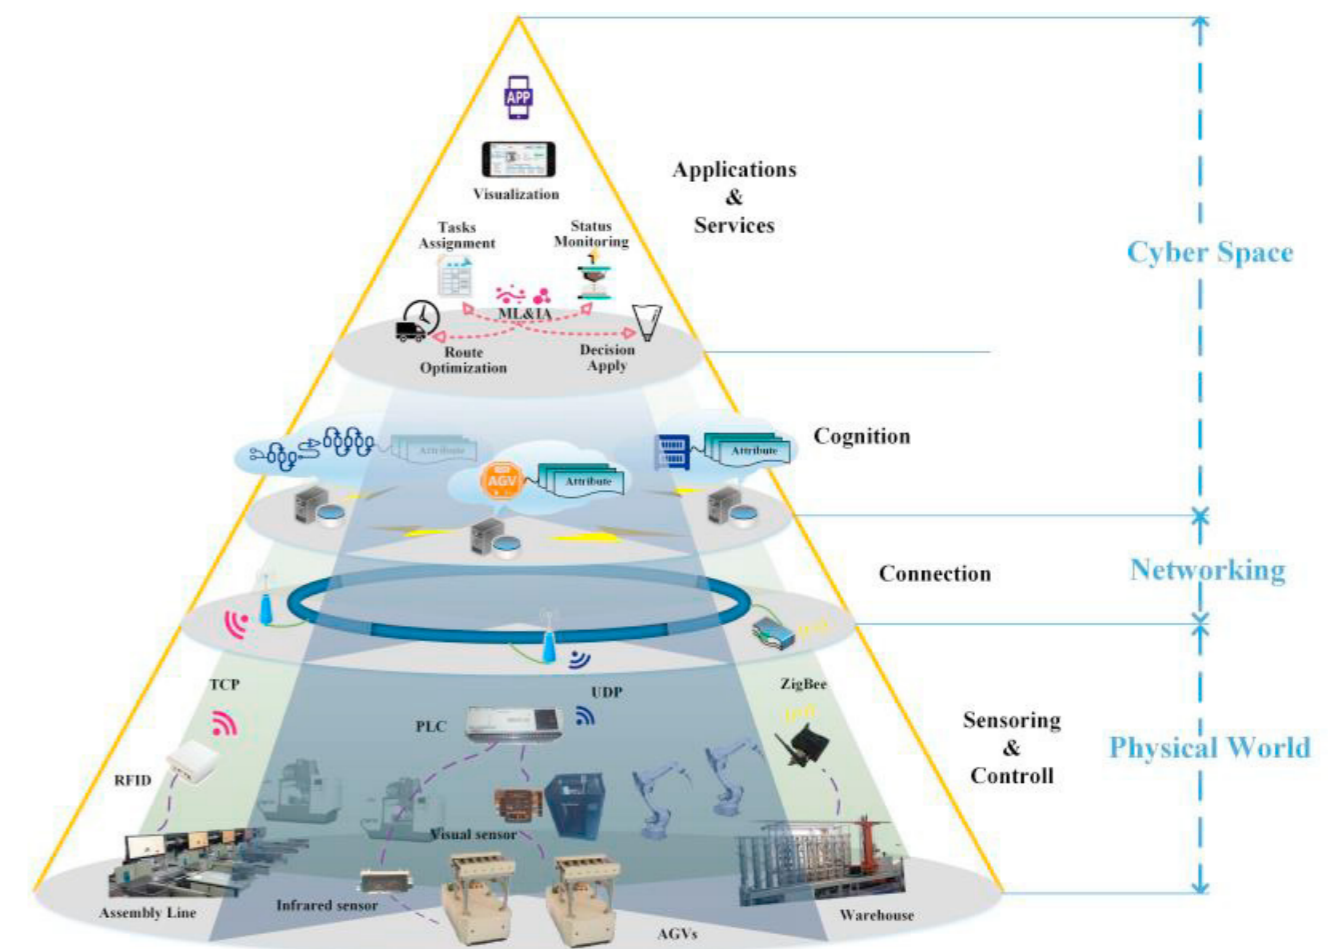 APP
Visualization
Applications
&
Services
Tasks
Assignment
Status
Monitoring
Cyber Space
ML&IA
Route
Optimization
Decision
Apply
Cognition
Attribute
Attribute
AGV
Attribute
Connection
Networking
TCP
UDP
ZigBee
PLC
Sensoring
&
Controll
Physical World
RFID
Visual sensor
Assembly Line
Infrared sensor
AGVs
Warehouse